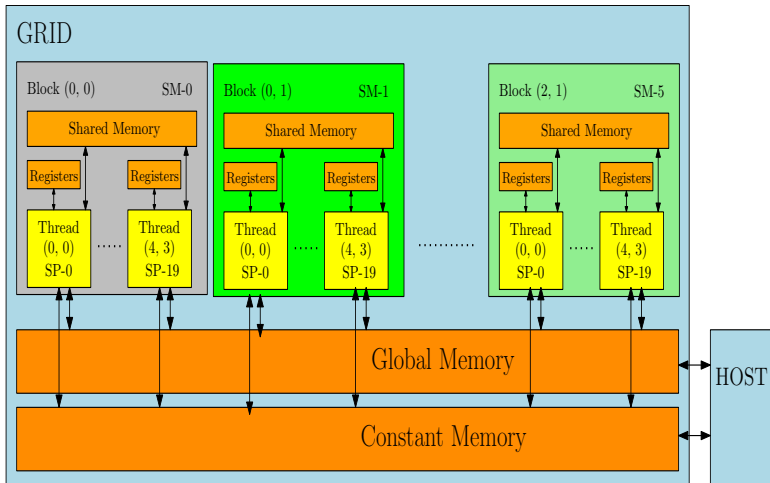 GRID
Block (0, 0) SM-0
Shared Memory
Registers Registers
Thread (0, 0) SP-0
.....
Thread (4, 3) SP-19
Block (0, 1) SM-1
Shared Memory
Registers Registers
Thread (0, 0) SP-0
.....
Thread (4, 3) SP-19
...........
Block (2, 1) SM-5
Shared Memory
Registers Registers
Thread (0, 0) SP-0
.....
Thread (4, 3) SP-19
Global Memory
HOST
Constant Memory